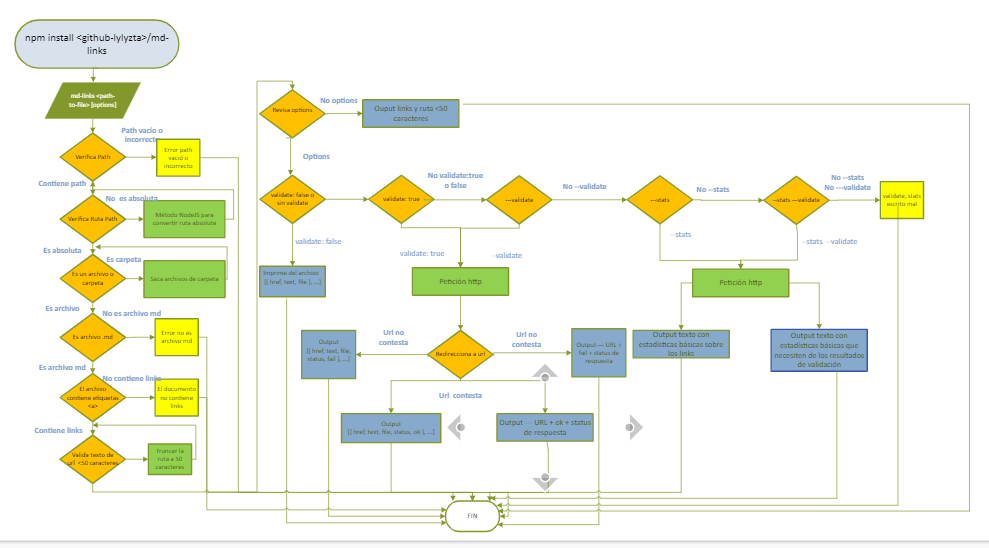 npm install <github-lylyzta>/md-
links
md-links <path-
to-file> [options]
Path vacío o
incorrecto
Verifica Path
Error path
vació o
incorrecto
Contiene path
No es absoluta
Verifica Ruta Path
Método NodeJS para
convertir ruta absoluta
Es absoluta
Es carpeta
Es un archivo o
carpeta
Saca archivos de carpeta
Es archivo
No es archivo md
Es archivo .md
Error no es
archivo md
Es archivo md
No contiene links
El archivo
contiene etiquetas
<a>
El documento
no contiene
links
Contiene links
Valida texto de
url <50 caracteres
Truncar la
ruta a 50
caracteres
Revisa options
No options
Ouput links y ruta <50
caracteres
Options
validate: false o
sin validate
validate: true
No validate:true
o false
---validate
No --validate
---stats
No --stats
--stats ---validate
No --stats
No ---validate
validate, stats
escrito mal
validate: false
Imprime del archivo
[{ href, text, file }, ...]
validate: true
--validate
Petición http
--stats
--stats --validate
Petición http
Url no
contesta
Redirecciona a url
Url no
contesta
Output
[{ href, text, file,
status, fail }, ...]
Output --- URL +
fail + status de
respuesta
Output texto con
estadísticas básicas sobre
los links
Output texto con
estadísticas básicas que
necesiten de los resultados
de validación
Url contesta
Output
[{ href, text, file, status, ok }, ...]
Output --- URL + ok + status
de respuesta
FIN